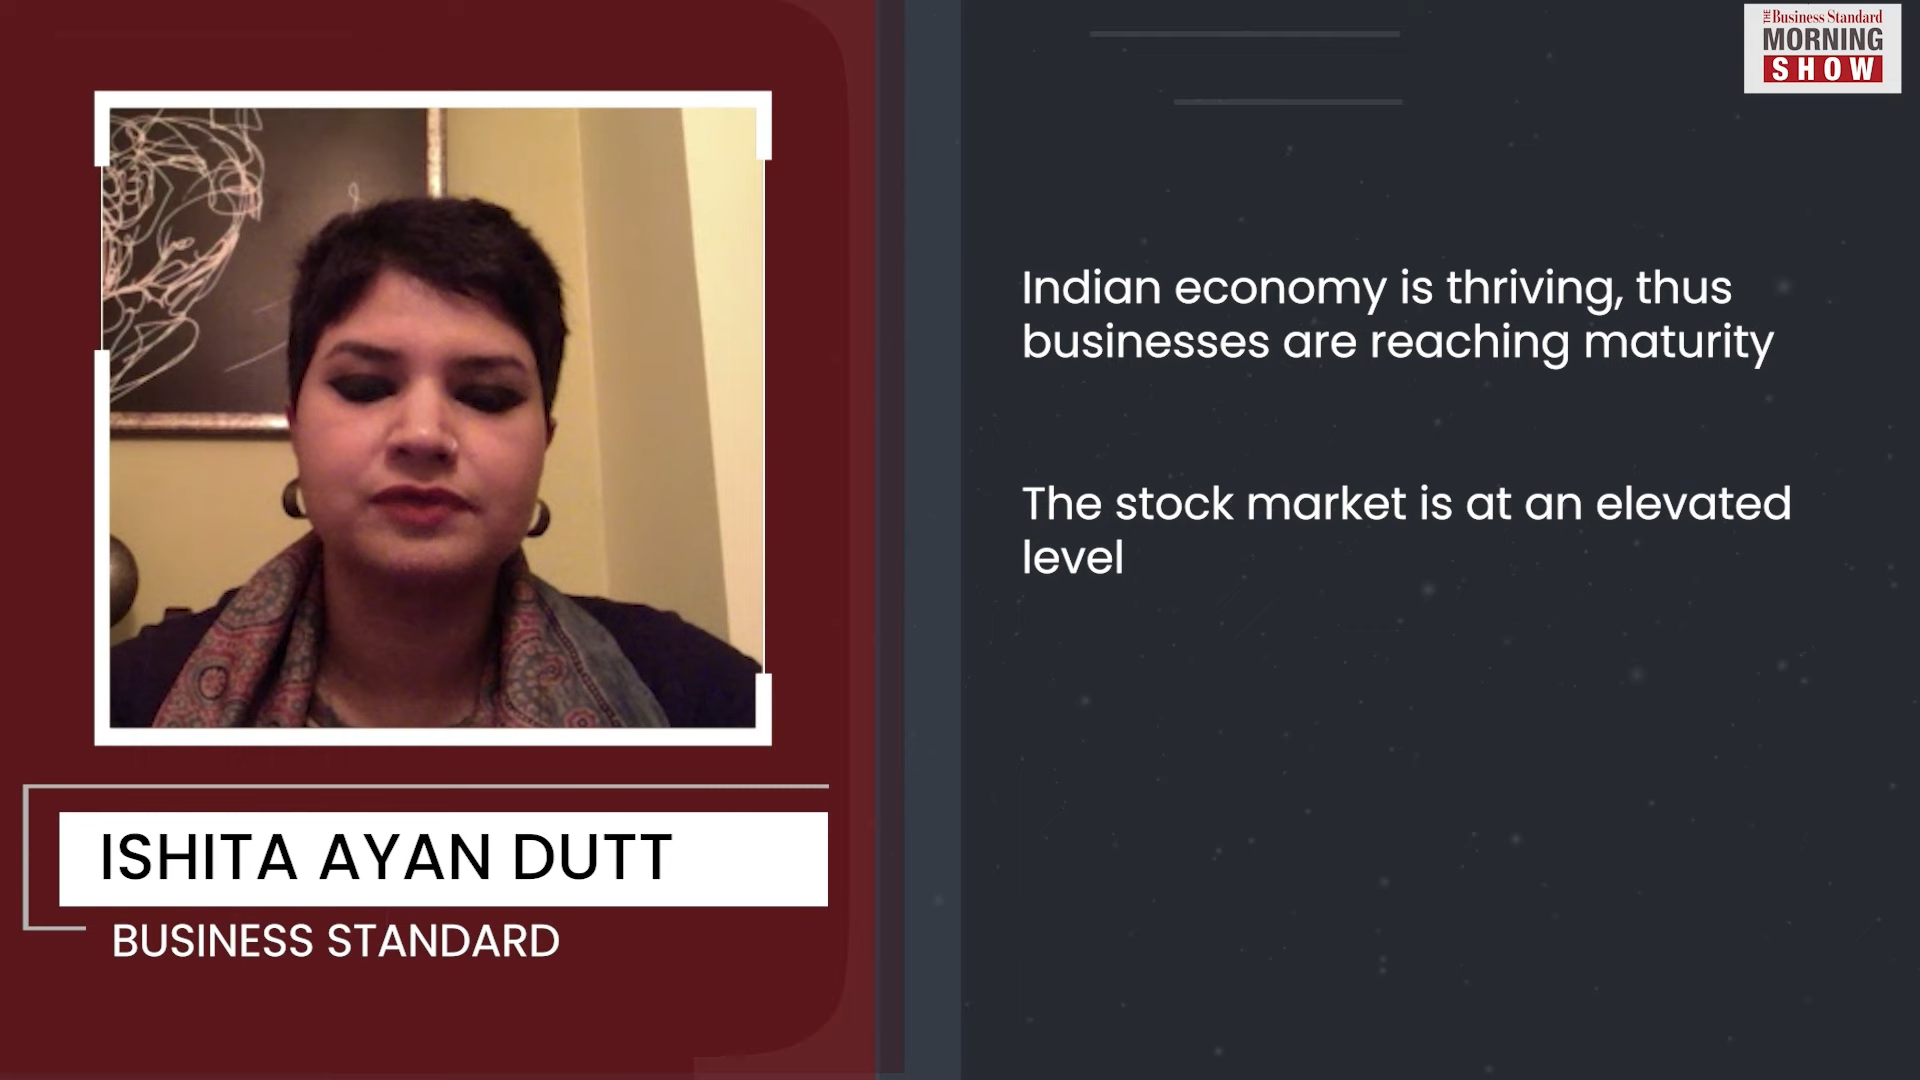 THE Business Standard
MORNING
SHOW
Indian economy is thriving, thus
businesses are reaching maturity
The stock market is at an elevated
level
ISHITA AYAN DUTT
BUSINESS STANDARD